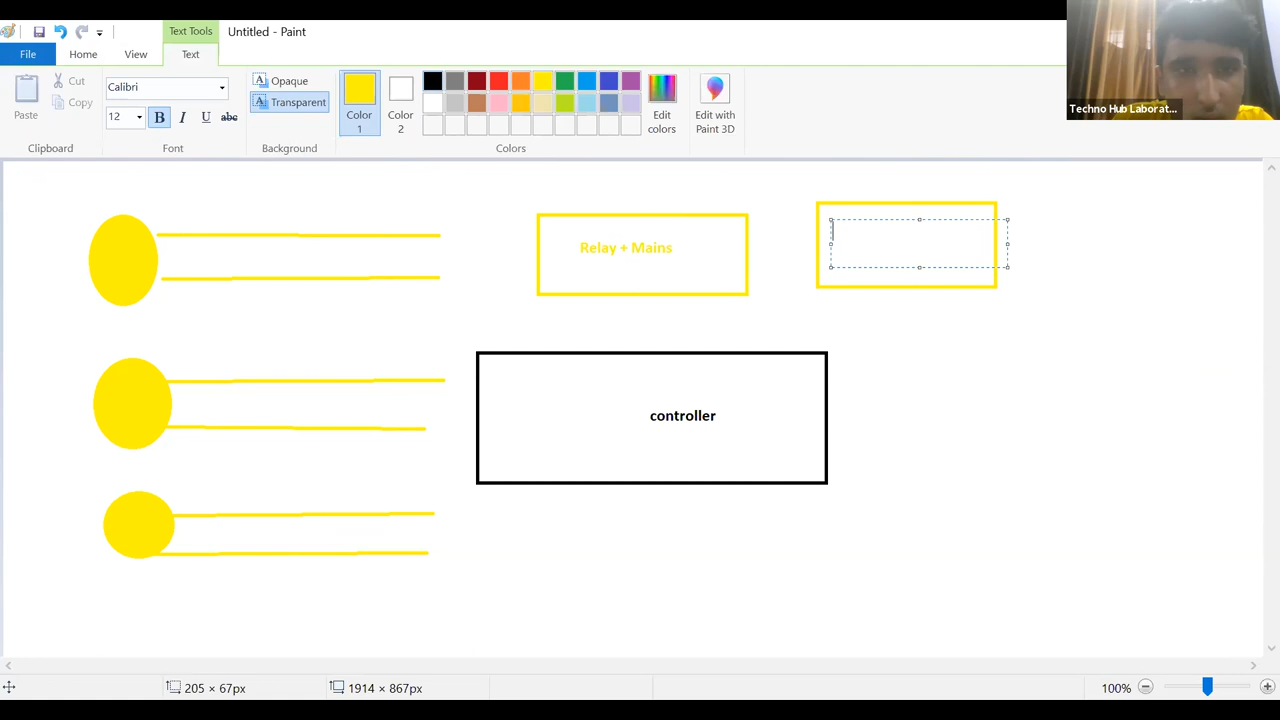 Text Tools
Untitled - Paint
File
Home
View
Text
Paste
Cut
Copy
Clipboard
Calibri
12
B I U abc
Font
Opaque
Transparent
Background
Color 1
Color 2
Edit colors
Colors
Edit with Paint 3D
Techno Hub Laborat...
Relay + Mains
controller
205 × 67px
1914 × 867px
100%